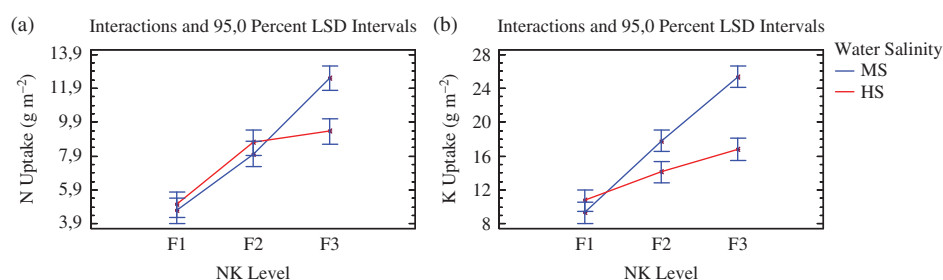 (a) Interactions and 95,0 Percent LSD Intervals
13,9
11,9
9,9
7,9
5,9
3,9
N Uptake (g m⁻²)
F1 F2 F3
NK Level
(b) Interactions and 95,0 Percent LSD Intervals
28
24
20
16
12
8
K Uptake (g m⁻²)
F1 F2 F3
NK Level
Water Salinity
MS
HS